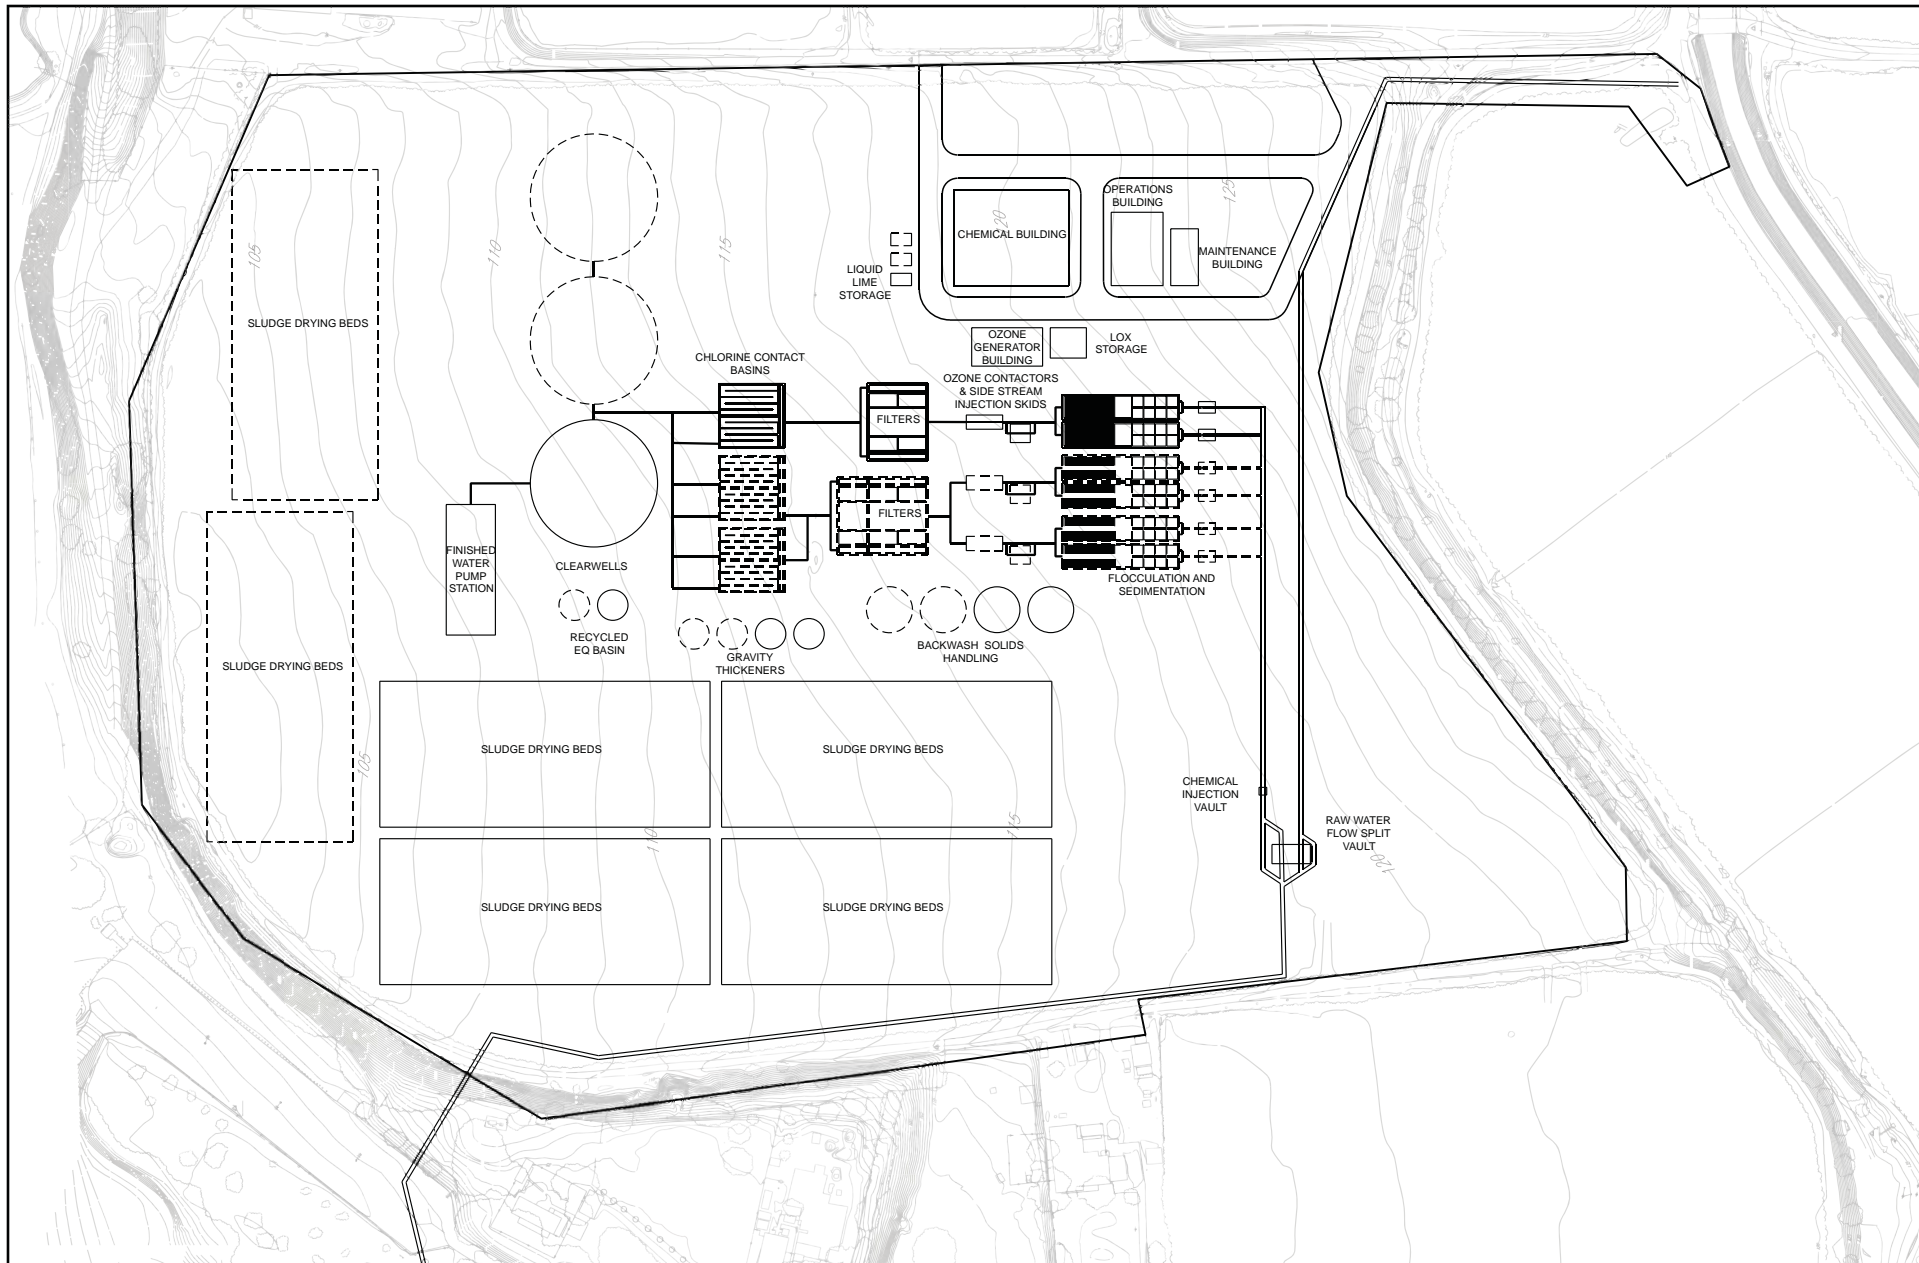 OPERATIONS
BUILDING
125
120
CHEMICAL BUILDING
105
110
115
MAINTENANCE
BUILDING
LIQUID
LIME
STORAGE
SLUDGE DRYING BEDS
OZONE
GENERATOR
BUILDING
LOX
STORAGE
CHLORINE CONTACT
BASINS
OZONE CONTACTORS
& SIDE STREAM
INJECTION SKIDS
FILTERS
FILTERS
FINISHED
WATER
PUMP
STATION
CLEARWELLS
FLOCCULATION AND
SEDIMENTATION
RECYCLED
EQ BASIN
BACKWASH SOLIDS
HANDLING
GRAVITY
THICKENERS
SLUDGE DRYING BEDS
SLUDGE DRYING BEDS
SLUDGE DRYING BEDS
105
CHEMICAL
INJECTION
VAULT
RAW WATER
FLOW SPLIT
VAULT
110
115
120
SLUDGE DRYING BEDS
SLUDGE DRYING BEDS